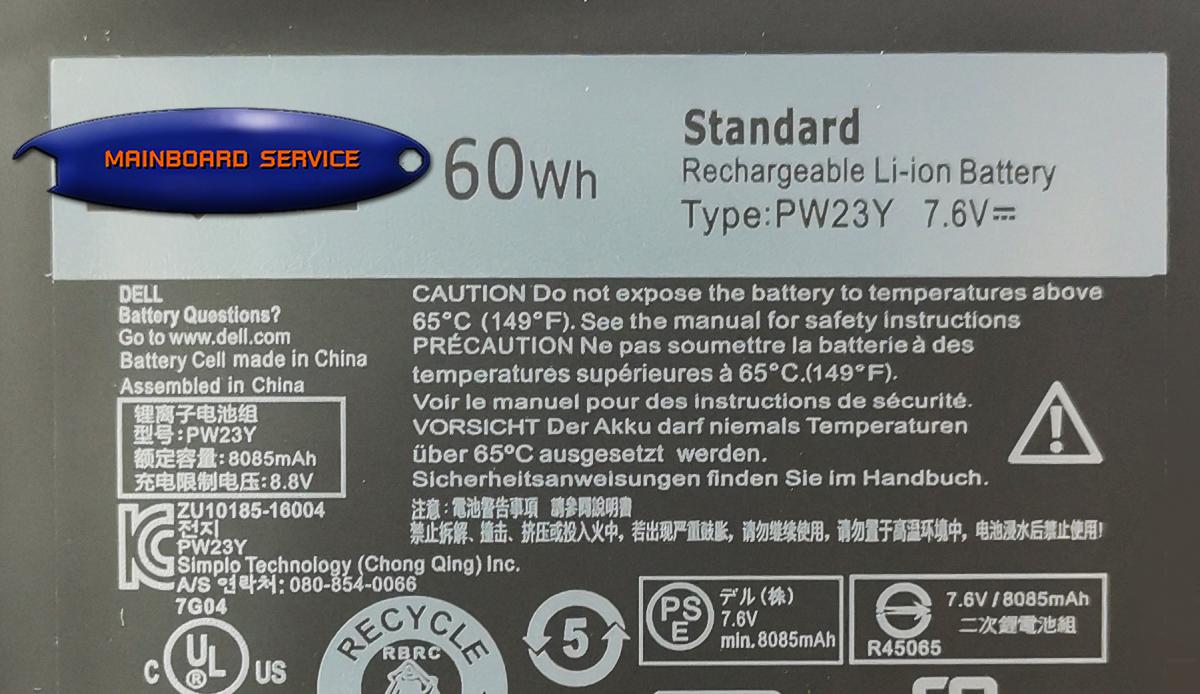 MAINBOARD SERVICE
60Wh
Standard
Rechargeable Li-ion Battery
Type:PW23Y 7.6V⎓
DELL
Battery Questions?
Go to www.dell.com
Battery Cell made in China
Assembled in China
锂离子电池组
型号:PW23Y
额定容量:8085mAh
充电限制电压:8.8V
CAUTION Do not expose the battery to temperatures above
65°C (149°F). See the manual for safety instructions
PRÉCAUTION Ne pas soumettre la batterie à des
temperatures supérieures à 65°C.(149°F).
Voir le manuel pour des instructions de sécurité.
VORSICHT Der Akku darf niemals Temperaturen
über 65ºC ausgesetzt werden.
Sicherheitsanweisungen finden Sie im Handbuch.
注意:電池警告事項 請參閱說明書
禁止拆解、撞击、挤压或投入火中，若出现严重鼓胀，请勿继续使用，请勿置于高温环境中，电池浸水后禁止使用!
ZU10185-16004
전지
PW23Y
Simplo Technology (Chong Qing) Inc.
A/S 연락처: 080-854-0066
7G04
C UL ® US
RECYCLE
RBRC
5
PS
E
デル (株)
7.6V
min.8085mAh
7.6V / 8085mAh
二次鋰電池組
R45065